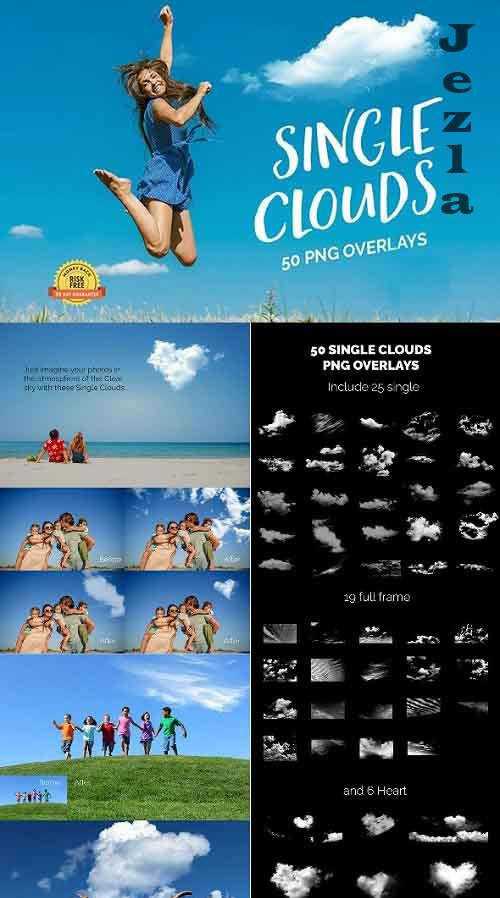 Jezla
SINGLE
CLOUDS
50 PNG OVERLAYS
MONEY BACK
RISK
FREE
Just imagine your photos in
the atmosphere of the Clear
sky with these Single Clouds...
50 SINGLE CLOUDS
PNG OVERLAYS
Include 25 single
Before
After
After
After
19 full frame
Before
After
and 6 Heart